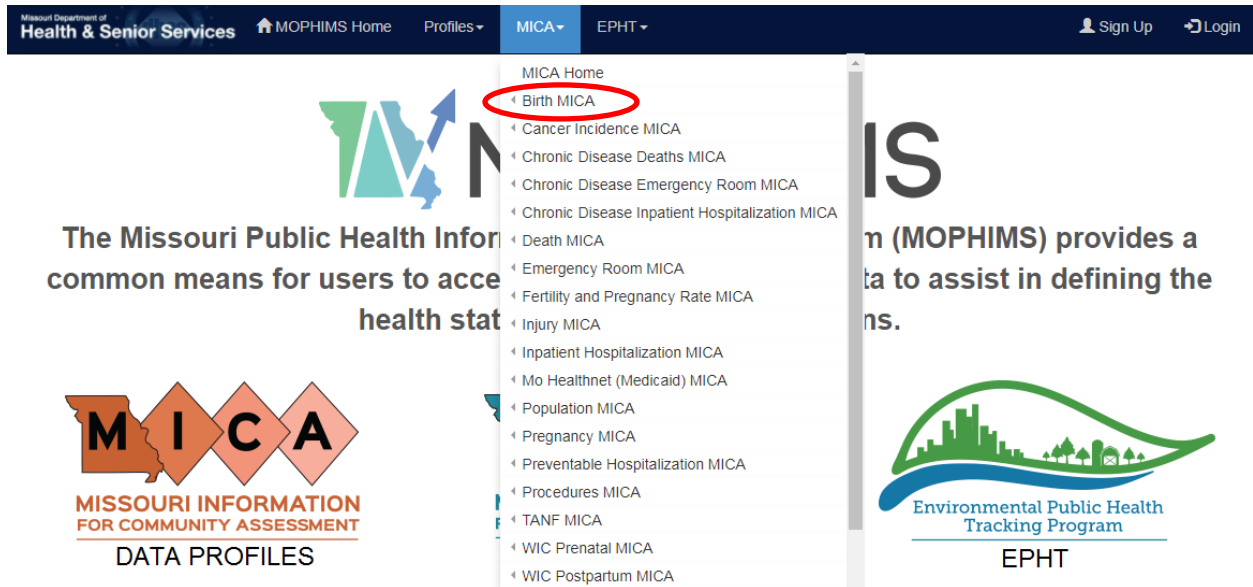 Missouri Department of
Health & Senior Services
MOPHIMS Home
Profiles
MICA
EPHT
Sign Up
Login
MICA Home
Birth MICA
Cancer Incidence MICA
Chronic Disease Deaths MICA
Chronic Disease Emergency Room MICA
Chronic Disease Inpatient Hospitalization MICA
Death MICA
Emergency Room MICA
Fertility and Pregnancy Rate MICA
Injury MICA
Inpatient Hospitalization MICA
Mo Healthnet (Medicaid) MICA
Population MICA
Pregnancy MICA
Preventable Hospitalization MICA
Procedures MICA
TANF MICA
WIC Prenatal MICA
WIC Postpartum MICA
IS
The Missouri Public Health Infor m (MOPHIMS) provides a
common means for users to acce ta to assist in defining the
health stat ns.
MICA
MISSOURI INFORMATION
FOR COMMUNITY ASSESSMENT
DATA PROFILES
Environmental Public Health
Tracking Program
EPHT